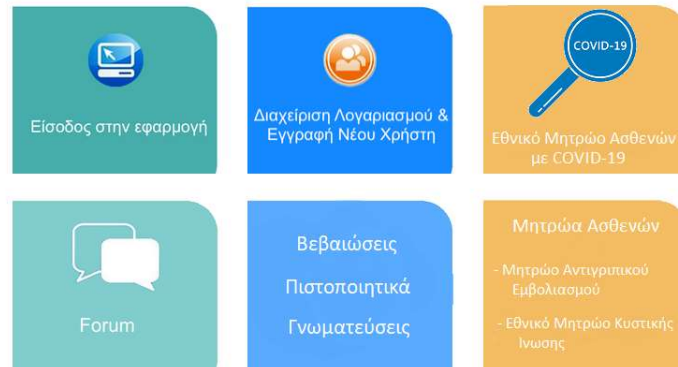 Είσοδος στην εφαρμογή
Διαχείριση Λογαριασμού &
Εγγραφή Νέου Χρήστη
COVID-19
Εθνικό Μητρώο Ασθενών
με COVID-19
Forum
Βεβαιώσεις
Πιστοποιητικά
Γνωματεύσεις
Μητρώα Ασθενών
- Μητρώο Αντιγριπικού
Εμβολιασμού
- Εθνικό Μητρώο Κυστικής
Ίνωσης